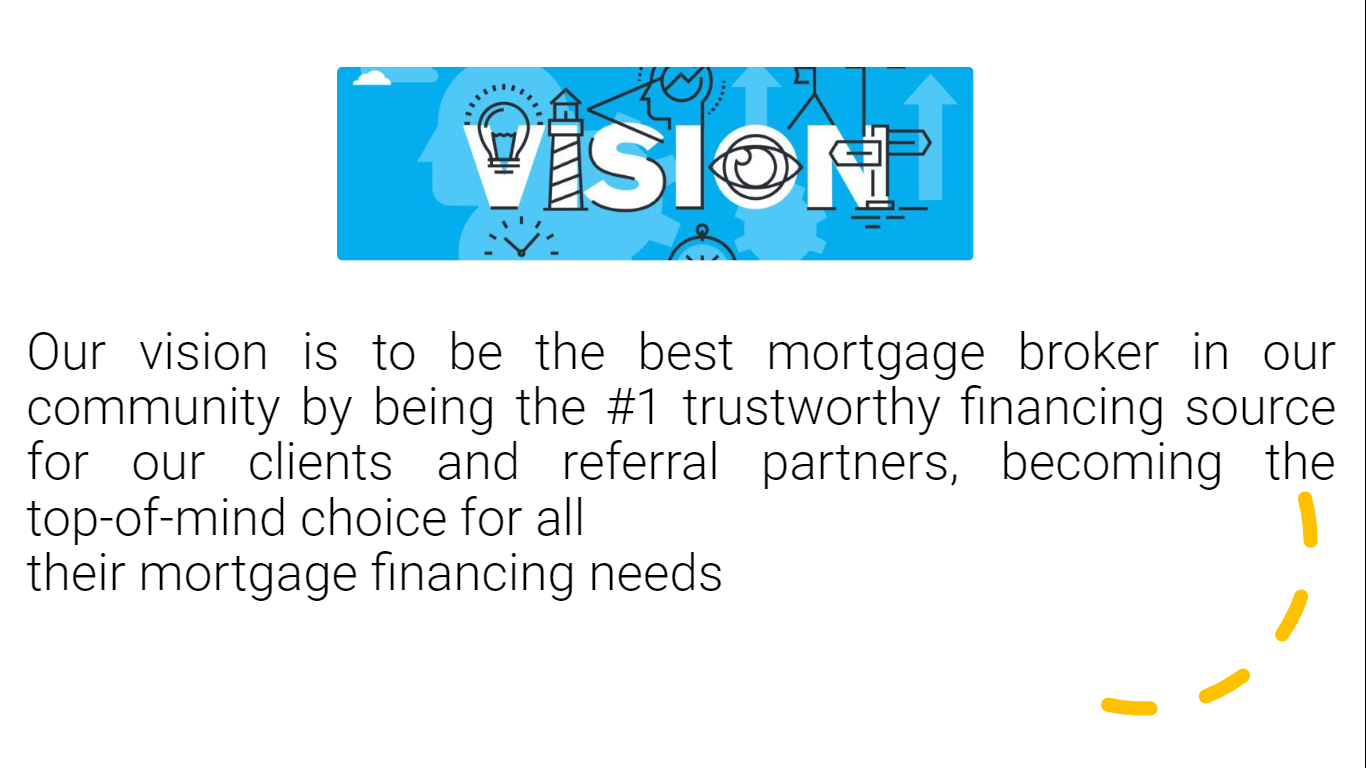 VISION
Our vision is to be the best mortgage broker in our
community by being the #1 trustworthy financing source
for our clients and referral partners, becoming the
top-of-mind choice for all
their mortgage financing needs